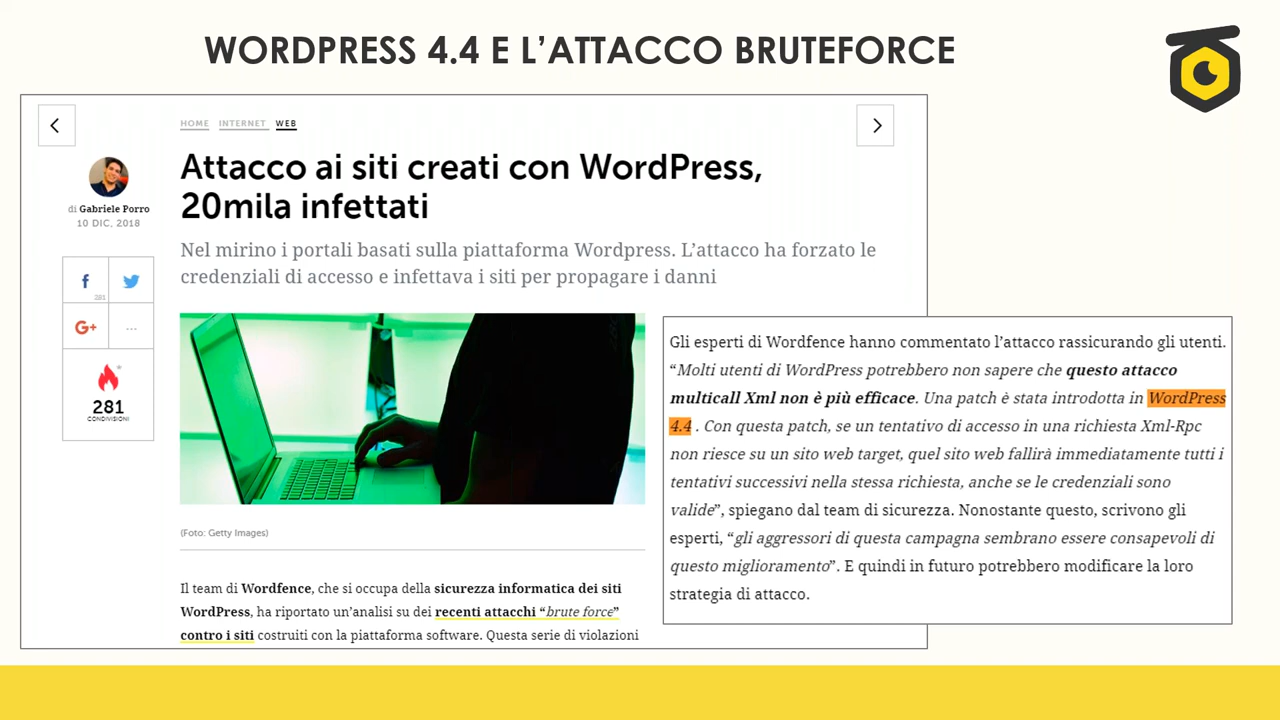 WORDPRESS 4.4 E L’ATTACCO BRUTEFORCE
HOME INTERNET WEB
Attacco ai siti creati con WordPress,
20mila infettati
di Gabriele Porro
10 DIC, 2018
Nel mirino i portali basati sulla piattaforma Wordpress. L’attacco ha forzato le
credenziali di accesso e infettava i siti per propagare i danni
281
G+ ...
281
CONDIVISIONI
(Foto: Getty Images)
Il team di Wordfence, che si occupa della sicurezza informatica dei siti
WordPress, ha riportato un’analisi su dei recenti attacchi “brute force”
contro i siti costruiti con la piattaforma software. Questa serie di violazioni
Gli esperti di Wordfence hanno commentato l’attacco rassicurando gli utenti.
“Molti utenti di WordPress potrebbero non sapere che questo attacco
multicall Xml non è più efficace. Una patch è stata introdotta in WordPress
4.4 . Con questa patch, se un tentativo di accesso in una richiesta Xml-Rpc
non riesce su un sito web target, quel sito web fallirà immediatamente tutti i
tentativi successivi nella stessa richiesta, anche se le credenziali sono
valide”, spiegano dal team di sicurezza. Nonostante questo, scrivono gli
esperti, “gli aggressori di questa campagna sembrano essere consapevoli di
questo miglioramento”. E quindi in futuro potrebbero modificare la loro
strategia di attacco.